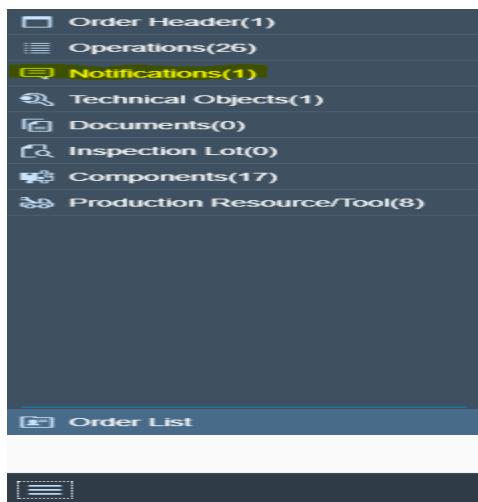 Order Header(1)
Operations(26)
Notifications(1)
Technical Objects(1)
Documents(0)
Inspection Lot(0)
Components(17)
Production Resource/Tool(8)
Order List